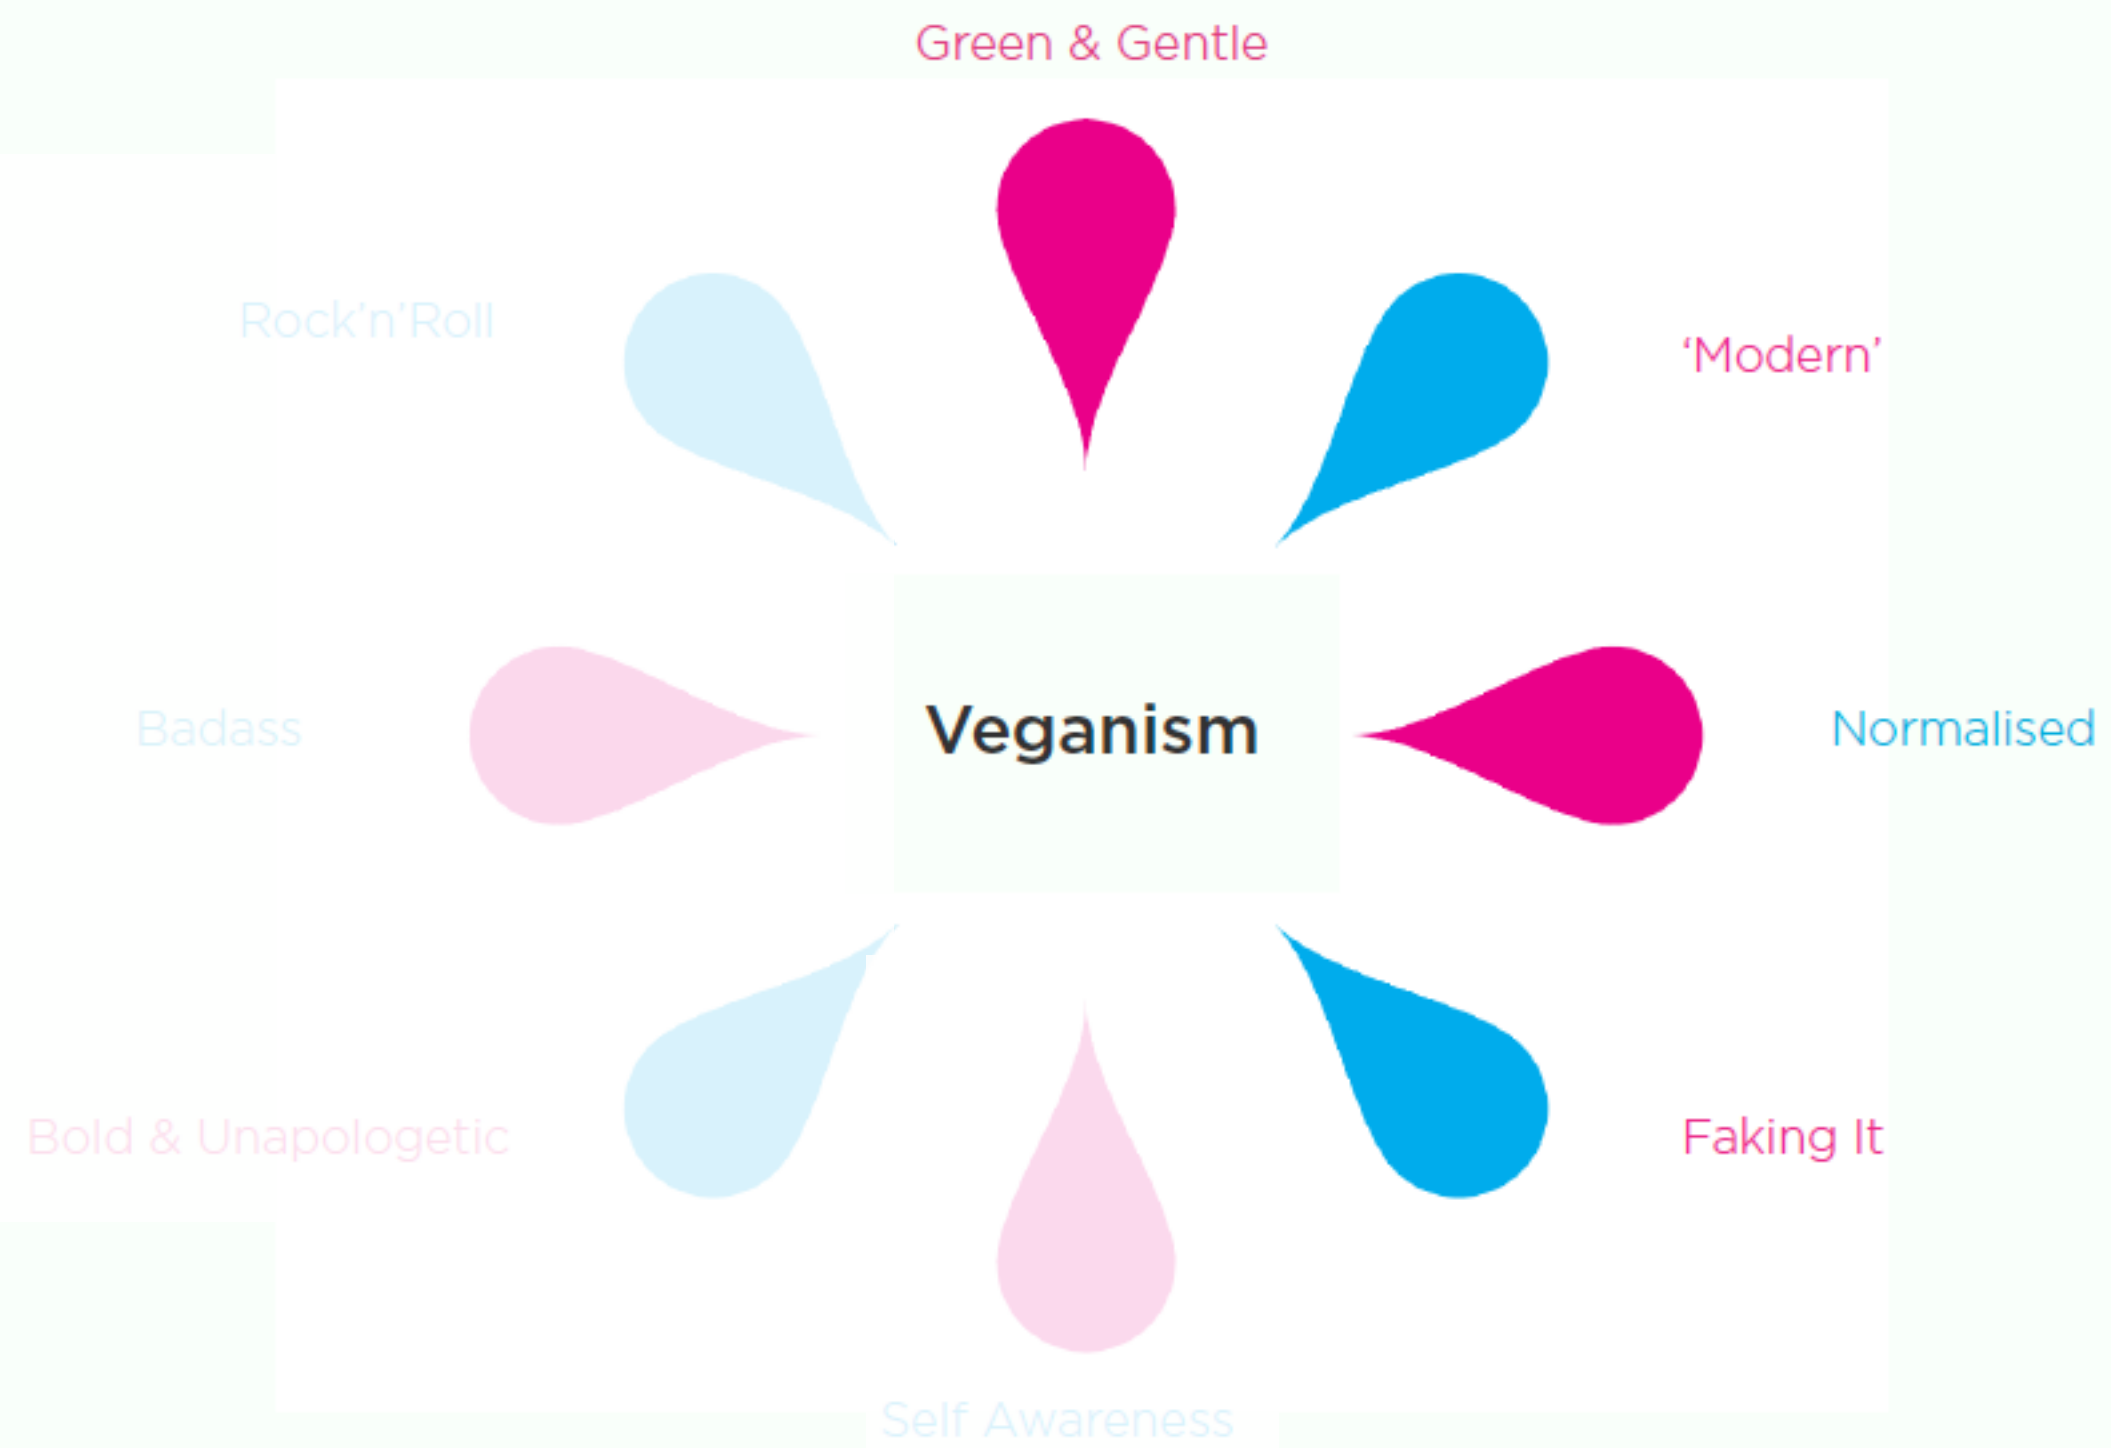 Green & Gentle
Rock'n'Roll
‘Modern’
Badass
Veganism
Normalised
Bold & Unapologetic
Faking It
Self Awareness